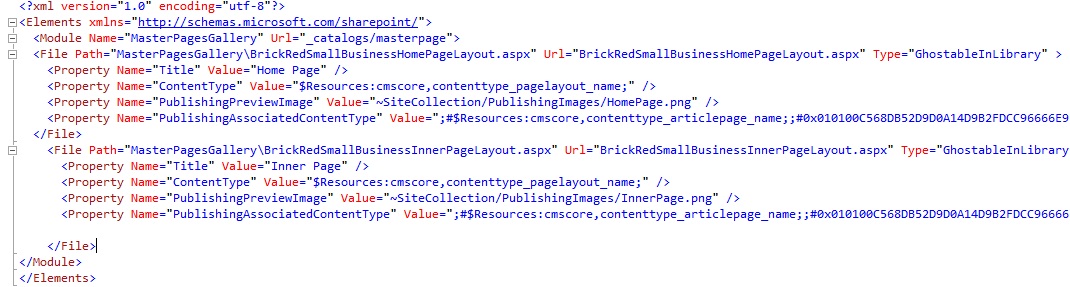 <?xml version="1.0" encoding="utf-8"?>
<Elements xmlns="http://schemas.microsoft.com/sharepoint/">
<Module Name="MasterPagesGallery" Url="_catalogs/masterpage">
<File Path="MasterPagesGallery\BrickRedSmallBusinessHomePageLayout.aspx" Url="BrickRedSmallBusinessHomePageLayout.aspx" Type="GhostableInLibrary" >
<Property Name="Title" Value="Home Page" />
<Property Name="ContentType" Value="$Resources:cmscore,contenttype_pagelayout_name;" />
<Property Name="PublishingPreviewImage" Value="~SiteCollection/PublishingImages/HomePage.png" />
<Property Name="PublishingAssociatedContentType" Value=";#$Resources:cmscore,contenttype_articlepage_name;;#0x010100C568DB52D9D0A14D9B2FDCC96666E9
</File>
<File Path="MasterPagesGallery\BrickRedSmallBusinessInnerPageLayout.aspx" Url="BrickRedSmallBusinessInnerPageLayout.aspx" Type="GhostableInLibrary
<Property Name="Title" Value="Inner Page" />
<Property Name="ContentType" Value="$Resources:cmscore,contenttype_pagelayout_name;" />
<Property Name="PublishingPreviewImage" Value="~SiteCollection/PublishingImages/InnerPage.png" />
<Property Name="PublishingAssociatedContentType" Value=";#$Resources:cmscore,contenttype_articlepage_name;;#0x010100C568DB52D9D0A14D9B2FDCC96666
</File>
</Module>
</Elements>